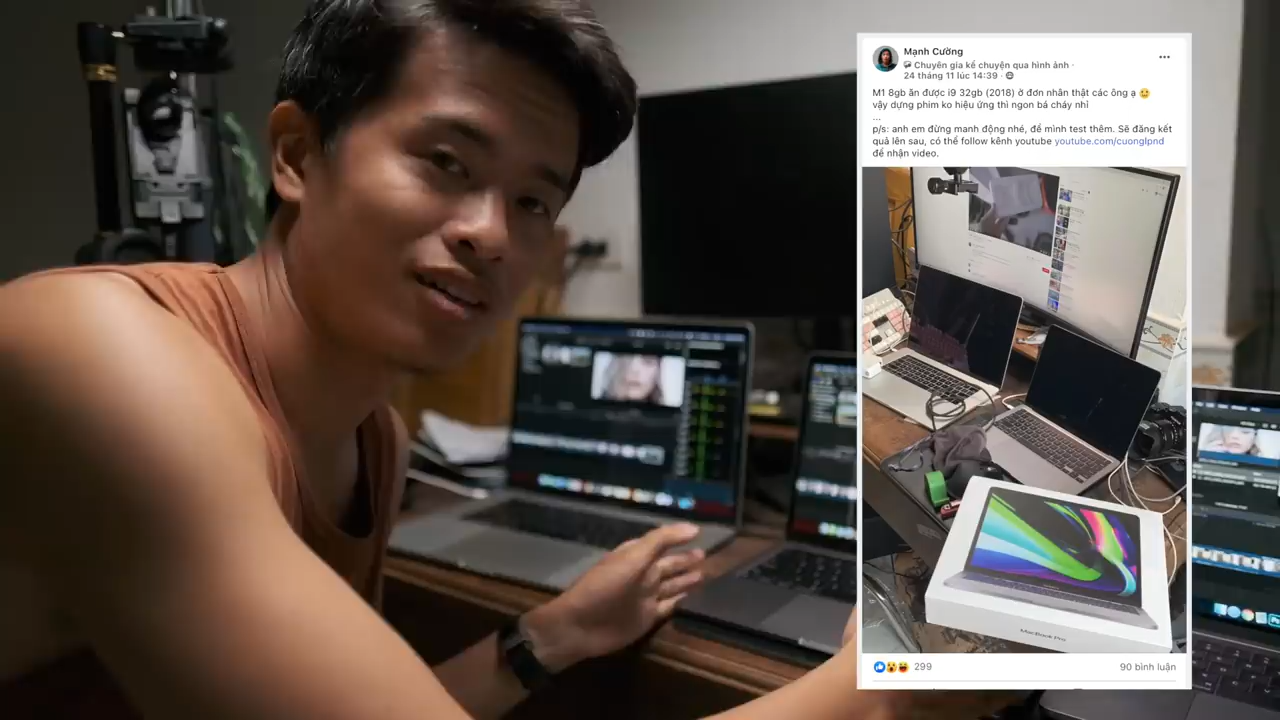 Mạnh Cường
Chuyên gia kể chuyện qua hình ảnh ·
24 tháng 11 lúc 14:39 ·
M1 8gb ăn được i9 32gb (2018) ở đơn nhân thật các ông ạ
vậy dựng phim ko hiệu ứng thì ngon bá cháy nhỉ
...
p/s: anh em đừng manh động nhé, để mình test thêm. Sẽ đăng kết
quả lên sau, có thể follow kênh youtube youtube.com/cuonglpnd
để nhận video.
MacBook Pro
299
90 bình luận